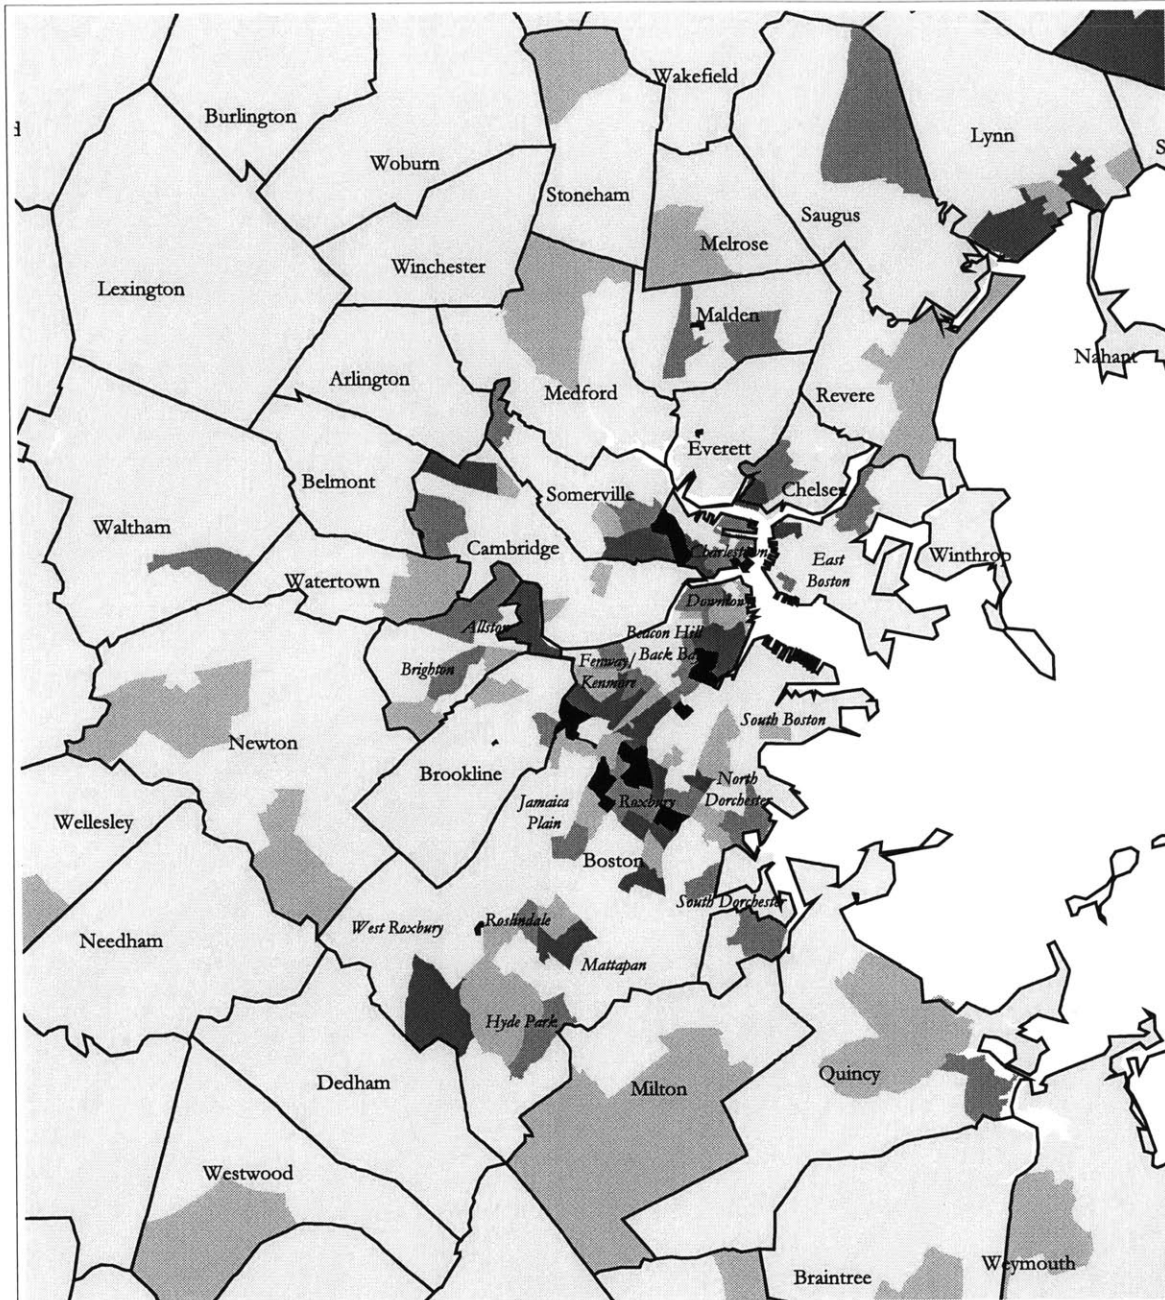 Wakefield
Burlington
Lynn
Woburn
Stoneham
Saugus
Melrose
Winchester
Lexington
Malden
Nahant
Arlington
Medford
Revere
Everett
Belmont
Chelsea
Somerville
Waltham
Cambridge
Charlestown
Winthrop
East
Boston
Watertown
Downtown
Allston
Beacon Hill
Back Bay
Fenway/
Kenmore
Brighton
South Boston
Newton
Brookline
North
Dorchester
Jamaica
Plain
Roxbury
Wellesley
Boston
South Dorchester
Roslindale
West Roxbury
Needham
Mattapan
Hyde Park
Dedham
Quincy
Milton
Westwood
Weymouth
Braintree